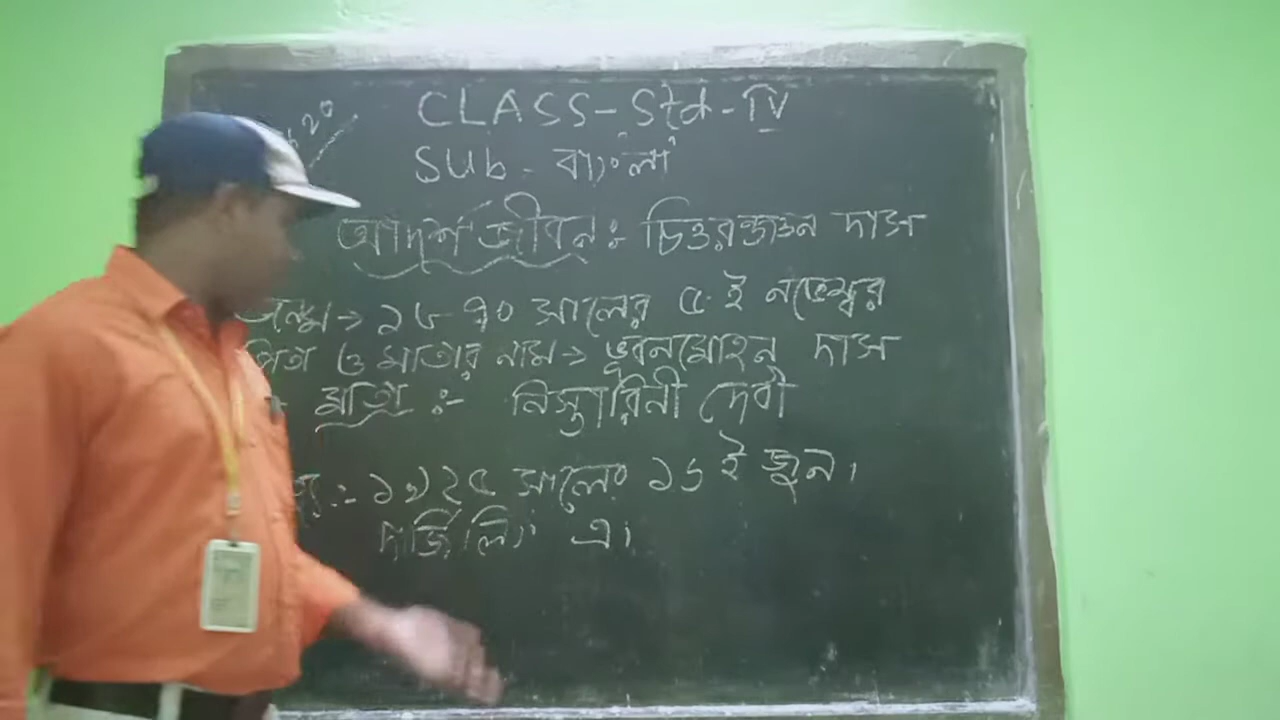 CLASS-Std-IV
Sub - বাংলা
আদর্শ জীবন :- চিত্তরঞ্জন দাস
জন্ম → ১৮৭০ সালের ৫ ই নভেম্বর
পিতা ও মাতার নাম → ভূবনমোহন দাস
মাতা :- নিস্তারিনী দেবী
:- ১৯২৫ সালের ১৬ ই জুন।
দার্জিলিং এ।